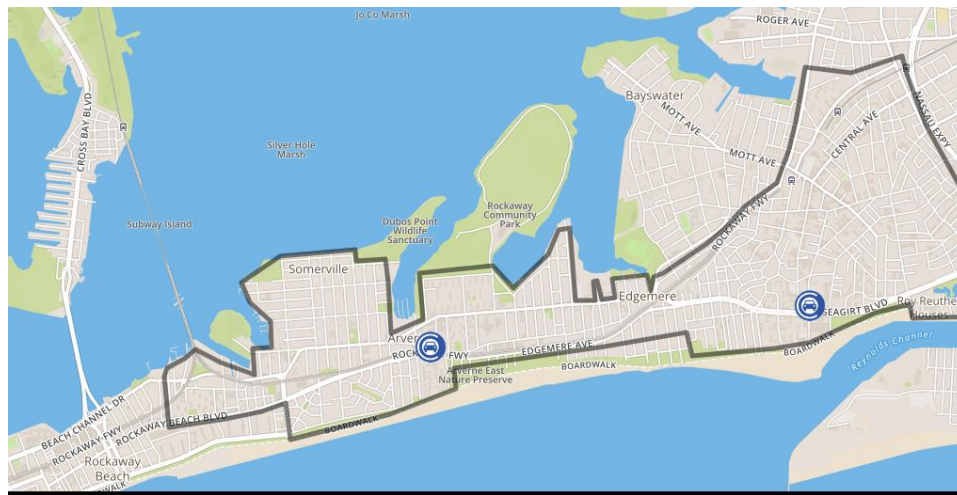 Jo Co Marsh
ROGER AVE
CROSS BAY BLVD
Bayswater
MOTT AVE
CENTRAL AVE
NASSAU EXPY
Silver Hole
Marsh
MOTT AVE
Subway Island
Dubos Point
Wildlife
Sanctuary
Rockaway
Community
Park
ROCKAWAY FWY
Somerville
Edgemere
SEAGIRT BLVD
Roy Reuther
Houses
Reynolds Channel
EDGEMERE AVE
BOARDWALK
Arverne East
Nature Preserve
BOARDWALK
BEACH CHANNEL DR
ROCKAWAY FWY
ROCKAWAY BEACH BLVD
BOARDWALK
Rockaway
Beach